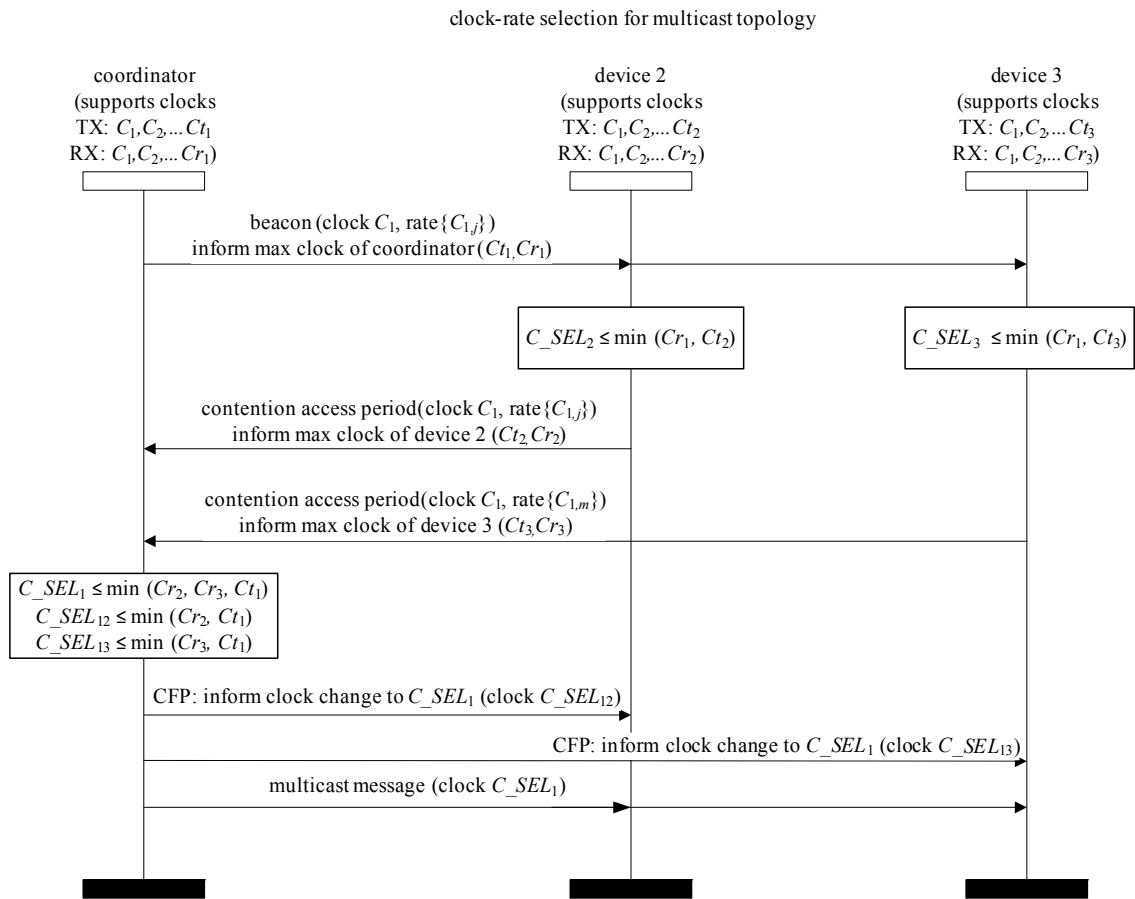 clock-rate selection for multicast topology
coordinator
(supports clocks
TX: C₁,C₂,... Ct₁
RX: C₁,C₂,... Cr₁)
device 2
(supports clocks
TX: C₁,C₂,... Ct₂
RX: C₁,C₂,... Cr₂)
device 3
(supports clocks
TX: C₁,C₂,... Ct₃
RX: C₁,C₂,... Cr₃)
beacon (clock C₁, rate{C₁,ⱼ})
inform max clock of coordinator (Ct₁,Cr₁)
C_SEL₂ ≤ min (Cr₁, Ct₂)
C_SEL₃ ≤ min (Cr₁, Ct₃)
contention access period(clock C₁, rate{C₁,ⱼ})
inform max clock of device 2 (Ct₂,Cr₂)
contention access period(clock C₁, rate{C₁,ₘ})
inform max clock of device 3 (Ct₃,Cr₃)
C_SEL₁ ≤ min (Cr₂, Cr₃, Ct₁)
C_SEL₁₂ ≤ min (Cr₂, Ct₁)
C_SEL₁₃ ≤ min (Cr₃, Ct₁)
CFP: inform clock change to C_SEL₁ (clock C_SEL₁₂)
CFP: inform clock change to C_SEL₁ (clock C_SEL₁₃)
multicast message (clock C_SEL₁)